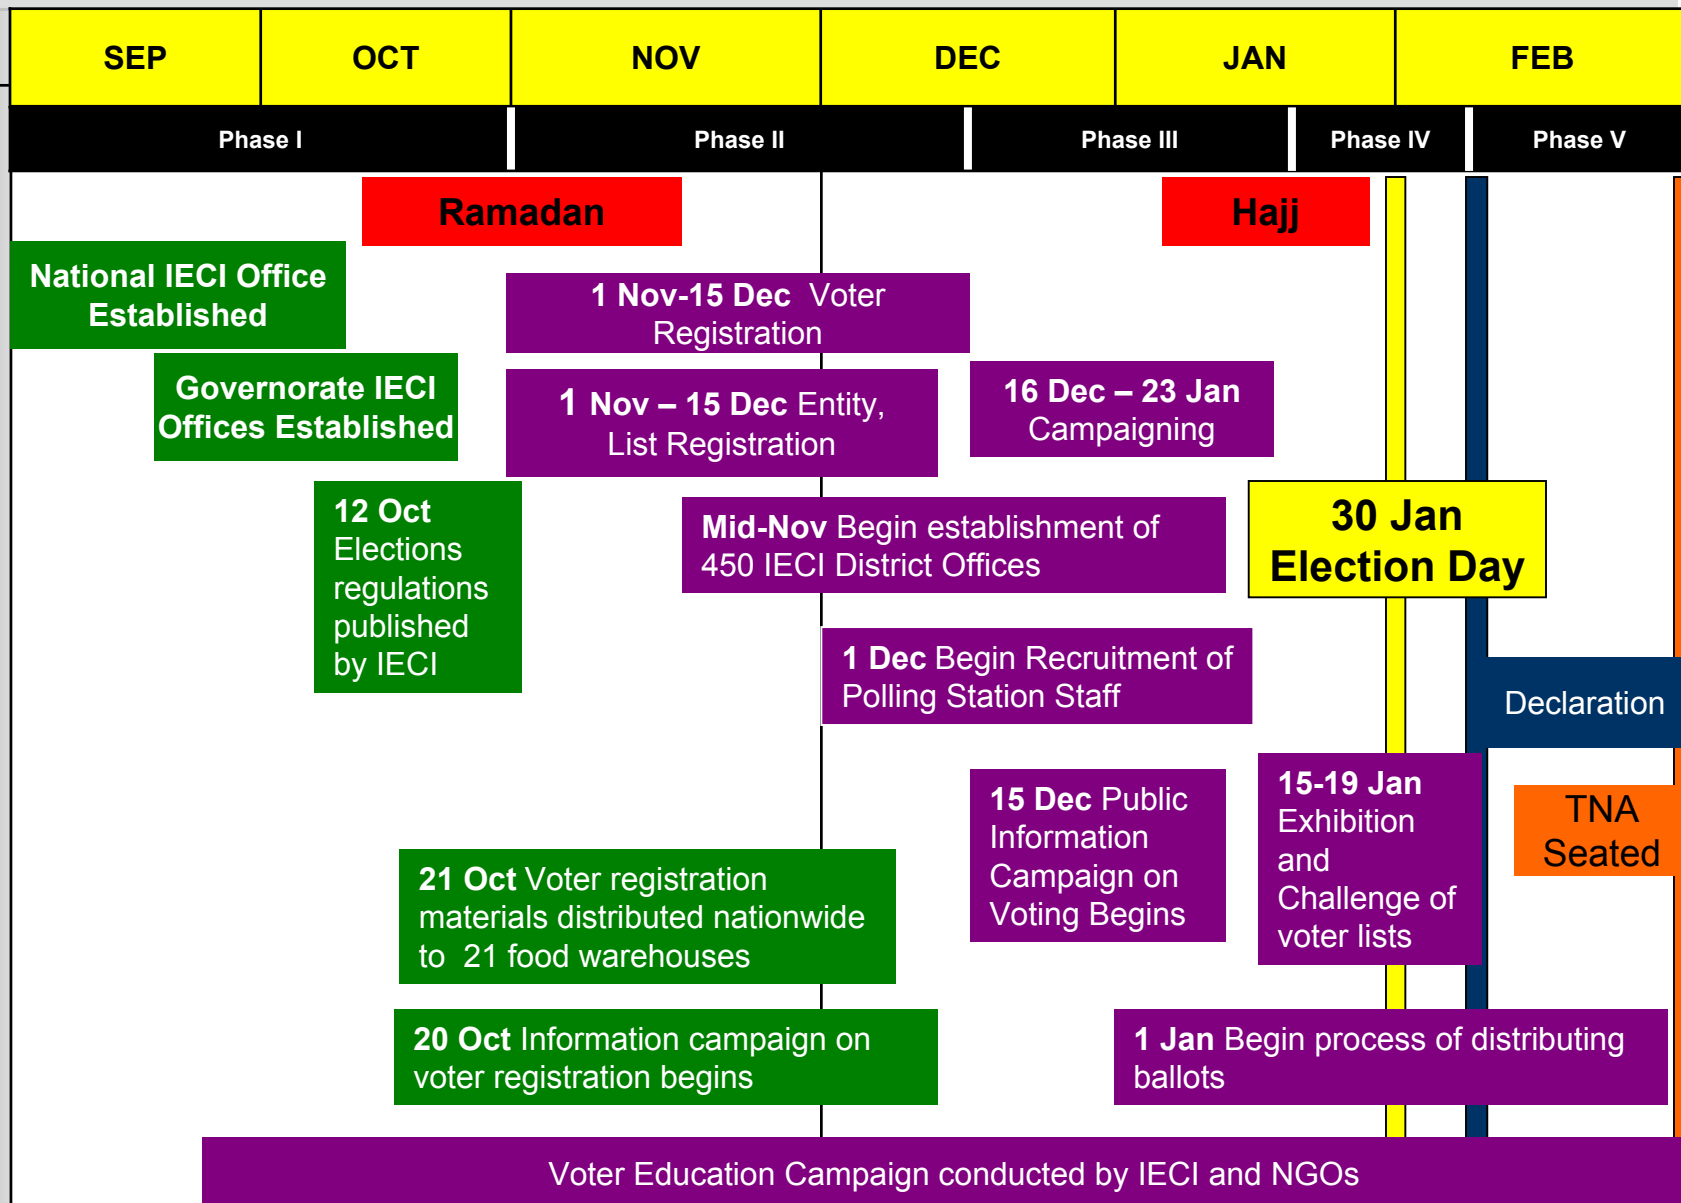 SEP OCT NOV DEC JAN FEB
Phase I Phase II Phase III Phase IV Phase V
Ramadan
Hajj
National IECI Office
Established
1 Nov-15 Dec Voter
Registration
Governorate IECI
Offices Established
1 Nov – 15 Dec Entity,
List Registration
16 Dec – 23 Jan
Campaigning
12 Oct
Elections
regulations
published
by IECI
Mid-Nov Begin establishment of
450 IECI District Offices
30 Jan
Election Day
1 Dec Begin Recruitment of
Polling Station Staff
Declaration
15 Dec Public
Information
Campaign on
Voting Begins
15-19 Jan
Exhibition
and
Challenge of
voter lists
TNA
Seated
21 Oct Voter registration
materials distributed nationwide
to 21 food warehouses
20 Oct Information campaign on
voter registration begins
1 Jan Begin process of distributing
ballots
Voter Education Campaign conducted by IECI and NGOs